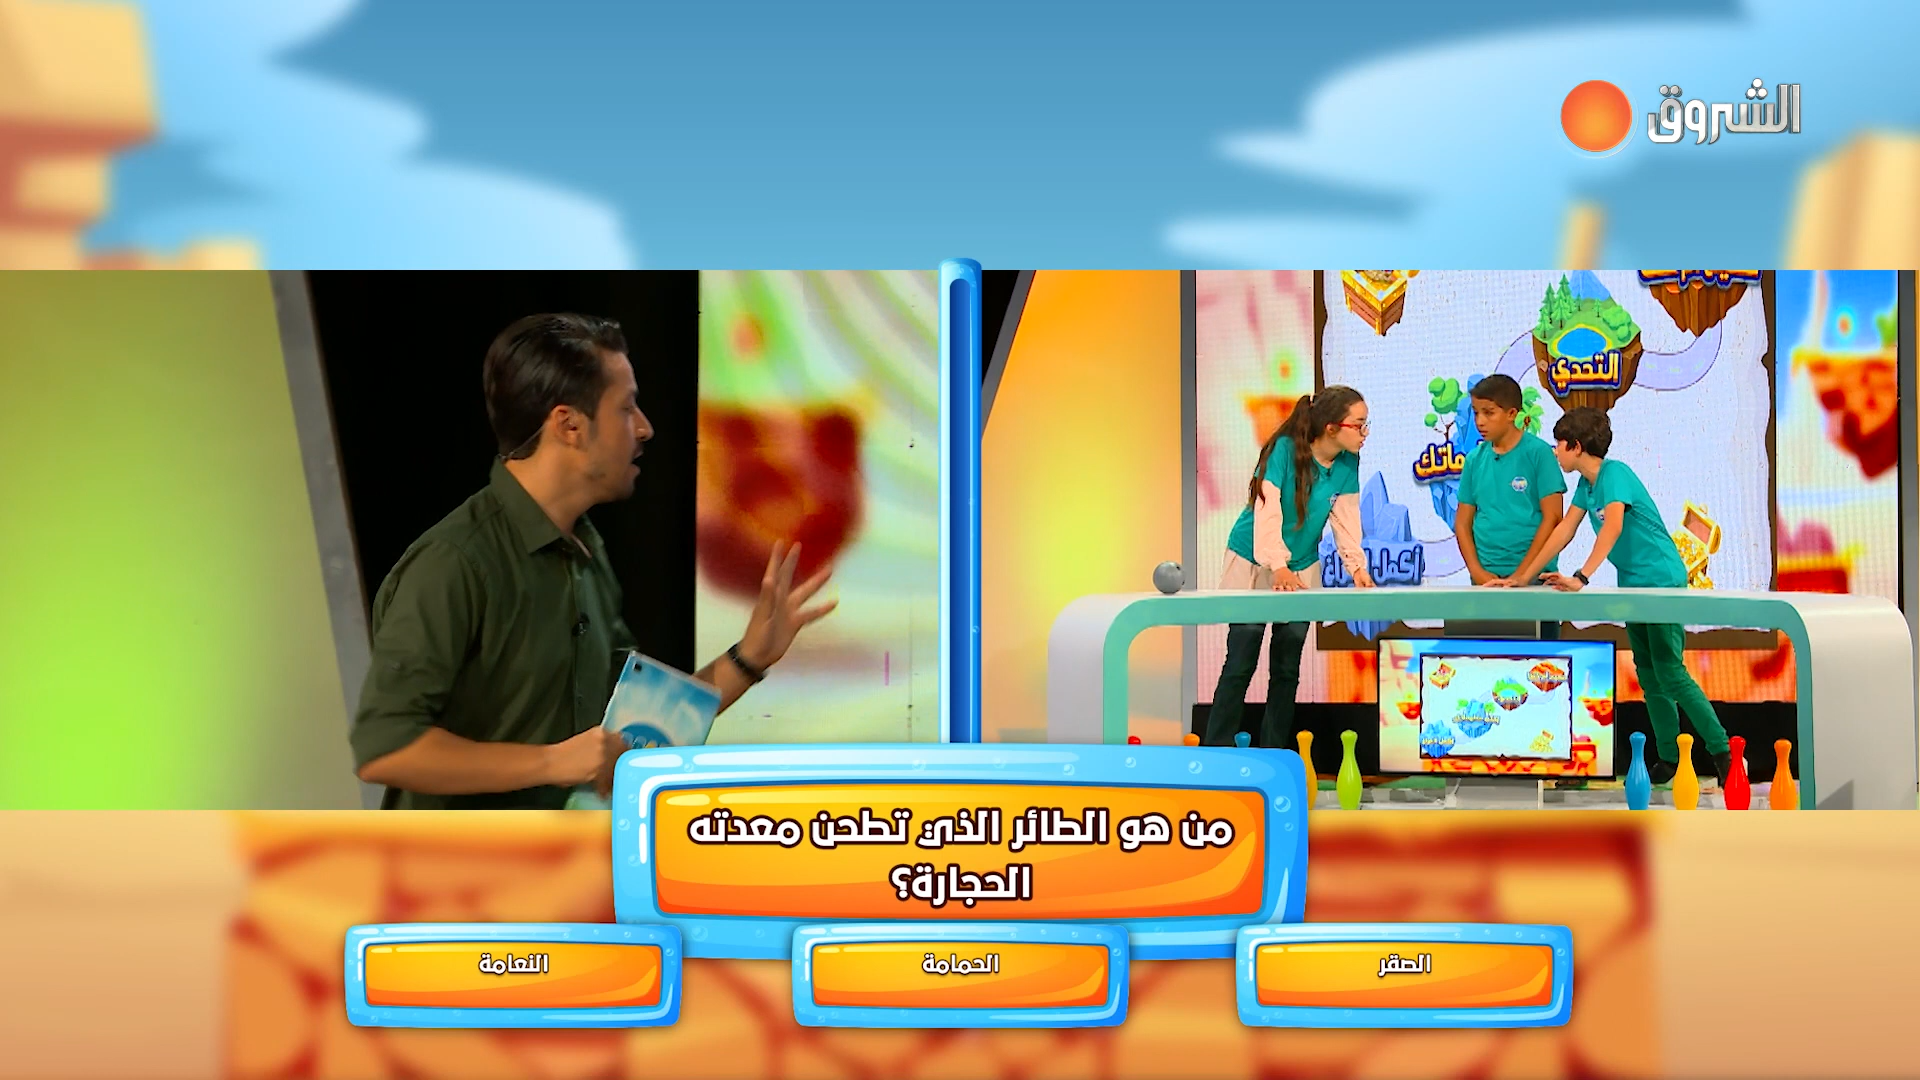 الشروق
التحدي
من هو الطائر الذي تطحن معدته
الحجارة؟
الصقر
الحمامة
النعامة